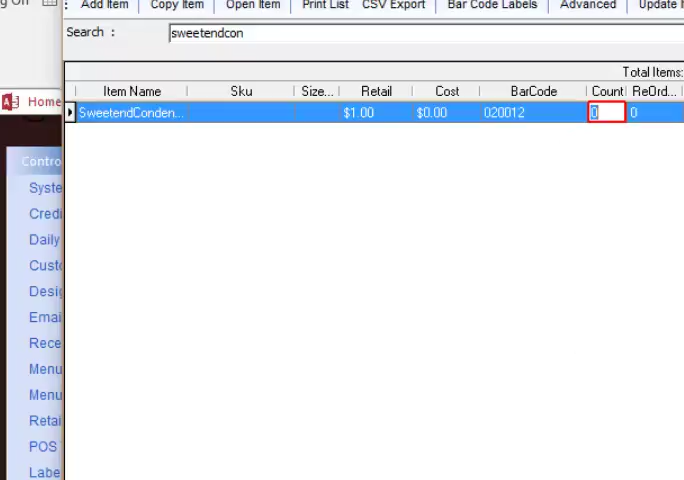 Add Item Copy Item Open Item Print List CSV Export Bar Code Labels Advanced Update
Search : sweetendcon
Home
Total Items:
Item Name Sku Size... Retail Cost BarCode Count ReOrd...
SweetendConden... $1.00 $0.00 020012 0 0
Contro
Syste
Credi
Daily
Custo
Desig
Emai
Rece
Menu
Menu
Retai
POS
Labe